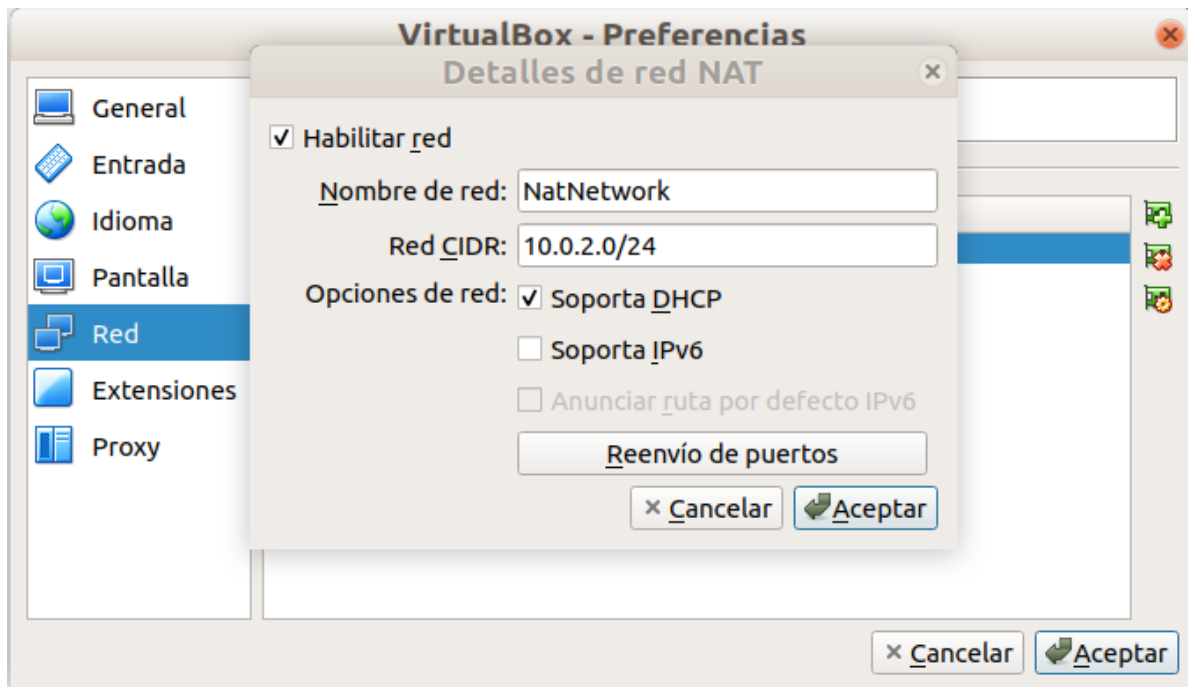 VirtualBox - Preferencias
Detalles de red NAT
General
Entrada
Idioma
Pantalla
Red
Extensiones
Proxy
Habilitar red
Nombre de red: NatNetwork
Red CIDR: 10.0.2.0/24
Opciones de red: Soporta DHCP
Soporta IPv6
Anunciar ruta por defecto IPv6
Reenvío de puertos
Cancelar Aceptar
Cancelar Aceptar